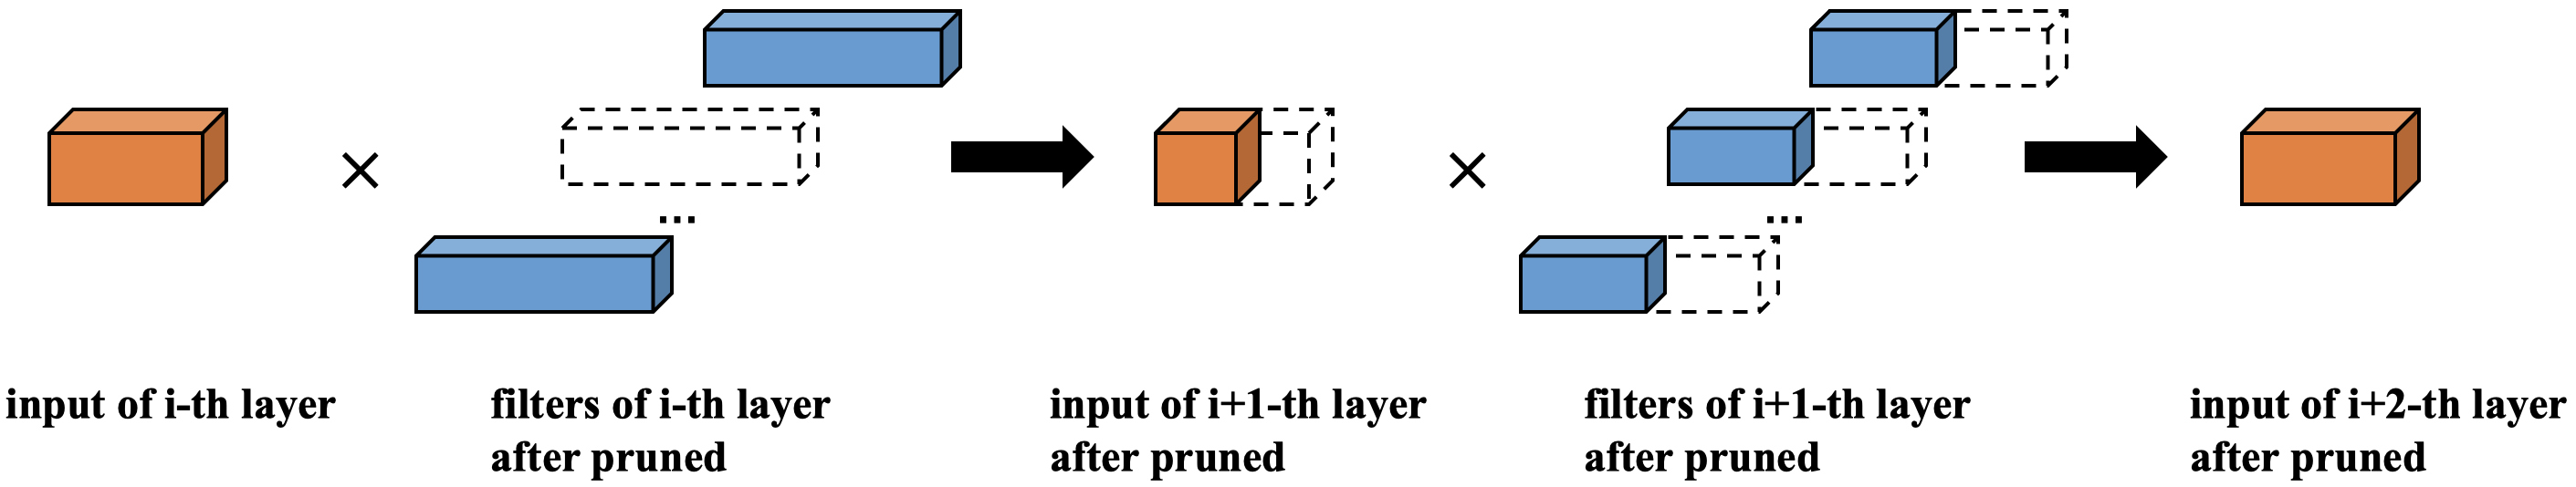 ...
...
input of i-th layer
filters of i-th layer
after pruned
input of i+1-th layer
after pruned
filters of i+1-th layer
after pruned
input of i+2-th layer
after pruned